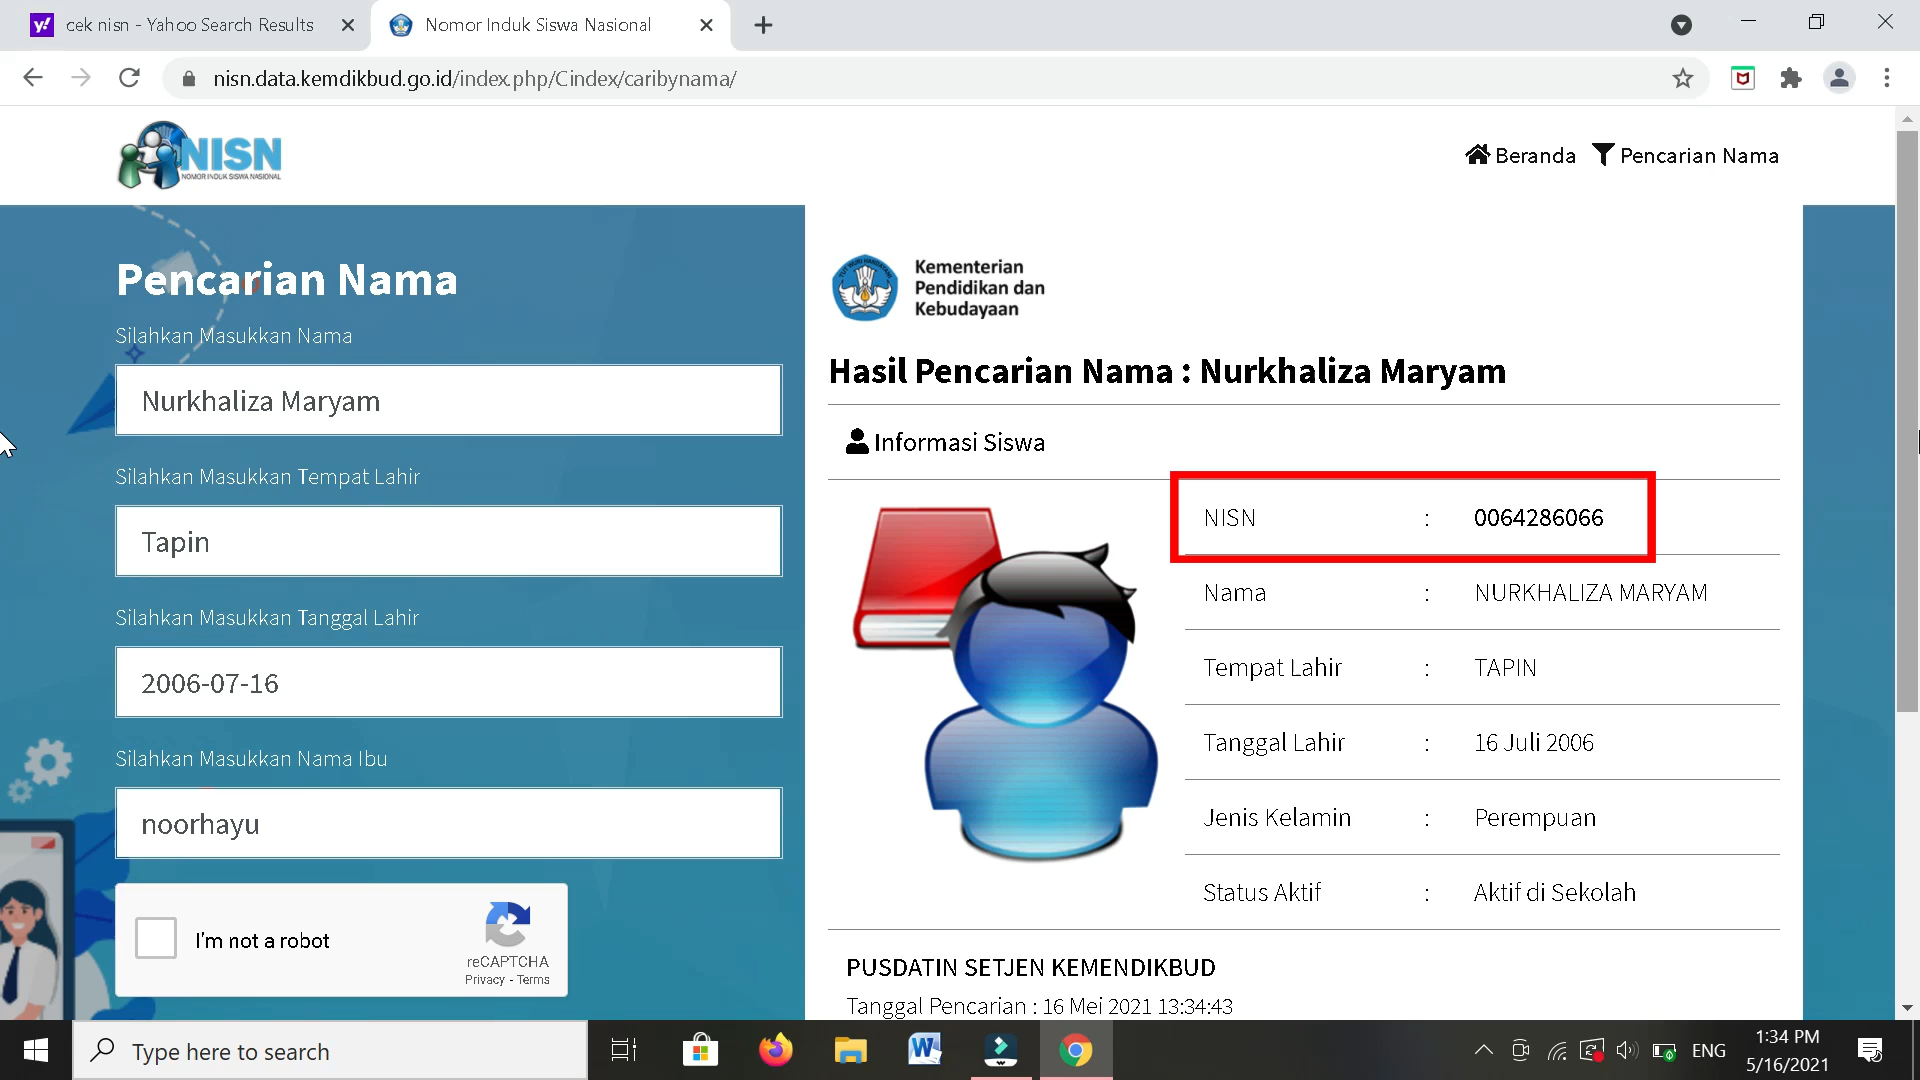 cek nisn - Yahoo Search Results
Nomor Induk Siswa Nasional
nisn.data.kemdikbud.go.id/index.php/Cindex/caribynama/
NISN
NOMOR INDUK SISWA NASIONAL
Beranda
Pencarian Nama
Pencarian Nama
Silahkan Masukkan Nama
Nurkhaliza Maryam
Silahkan Masukkan Tempat Lahir
Tapin
Silahkan Masukkan Tanggal Lahir
2006-07-16
Silahkan Masukkan Nama Ibu
noorhayu
I'm not a robot
reCAPTCHA
Privacy - Terms
Kementerian
Pendidikan dan
Kebudayaan
Hasil Pencarian Nama : Nurkhaliza Maryam
Informasi Siswa
NISN : 0064286066
Nama : NURKHALIZA MARYAM
Tempat Lahir : TAPIN
Tanggal Lahir : 16 Juli 2006
Jenis Kelamin : Perempuan
Status Aktif : Aktif di Sekolah
PUSDATIN SETJEN KEMENDIKBUD
Tanggal Pencarian : 16 Mei 2021 13:34:43
Type here to search
ENG
1:34 PM
5/16/2021